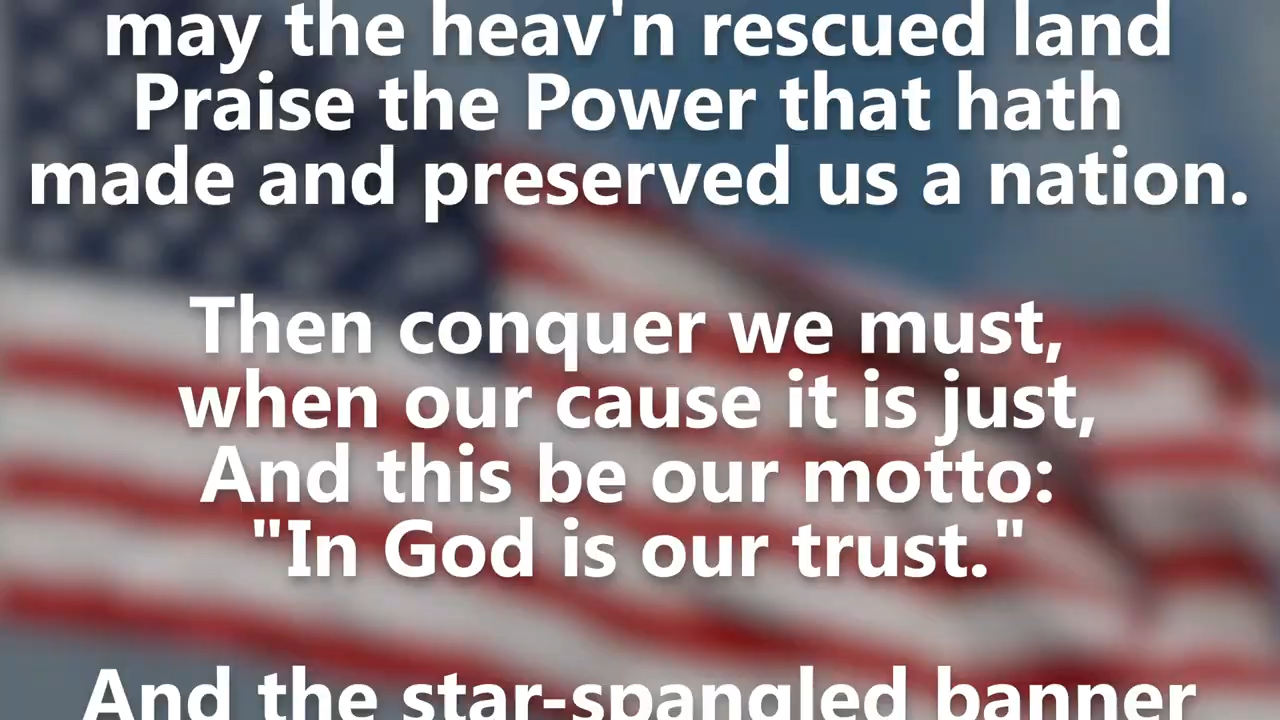 may the heav'n rescued land
Praise the Power that hath
made and preserved us a nation.
Then conquer we must,
when our cause it is just,
And this be our motto:
"In God is our trust."
And the star-spangled banner